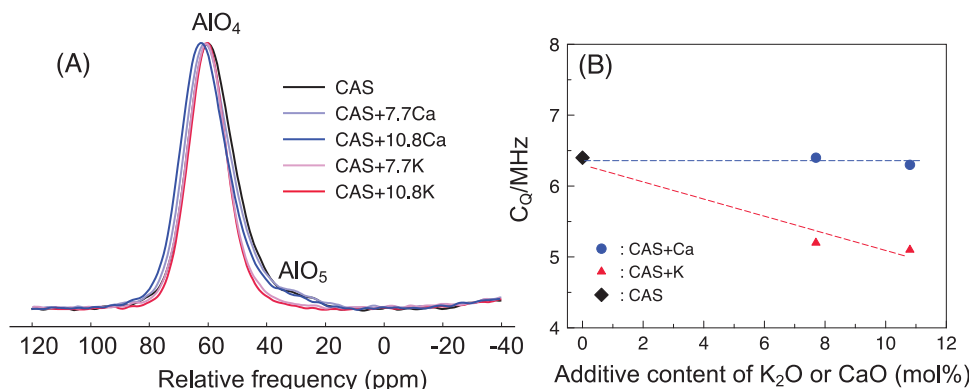 (A)
AlO₄
CAS
CAS+7.7Ca
CAS+10.8Ca
CAS+7.7K
CAS+10.8K
AlO₅
120 100 80 60 40 20 0 -20 -40
Relative frequency (ppm)
(B)
C_Q/MHz
8
7
6
5
4
: CAS+Ca
: CAS+K
: CAS
0 2 4 6 8 10 12
Additive content of K₂O or CaO (mol%)